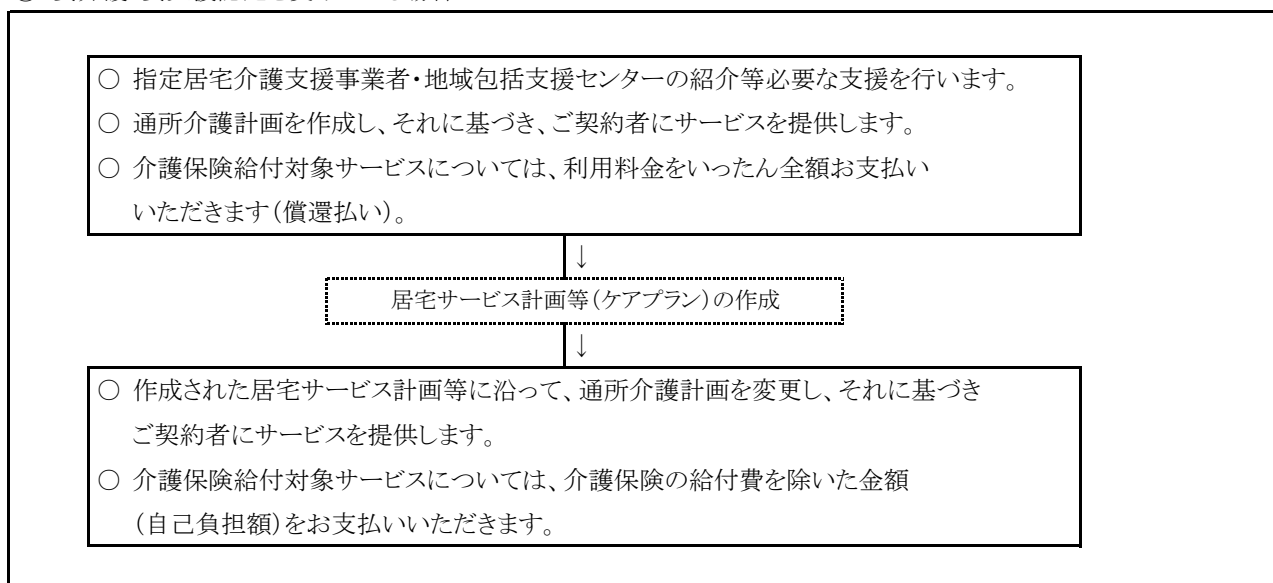 ○ 指定居宅介護支援事業者・地域包括支援センターの紹介等必要な支援を行います。
○ 通所介護計画を作成し、それに基づき、ご契約者にサービスを提供します。
○ 介護保険給付対象サービスについては、利用料金をいったん全額お支払い
いただきます(償還払い)。
↓
居宅サービス計画等(ケアプラン)の作成
↓
○ 作成された居宅サービス計画等に沿って、通所介護計画を変更し、それに基づき
ご契約者にサービスを提供します。
○ 介護保険給付対象サービスについては、介護保険の給付費を除いた金額
(自己負担額)をお支払いいただきます。